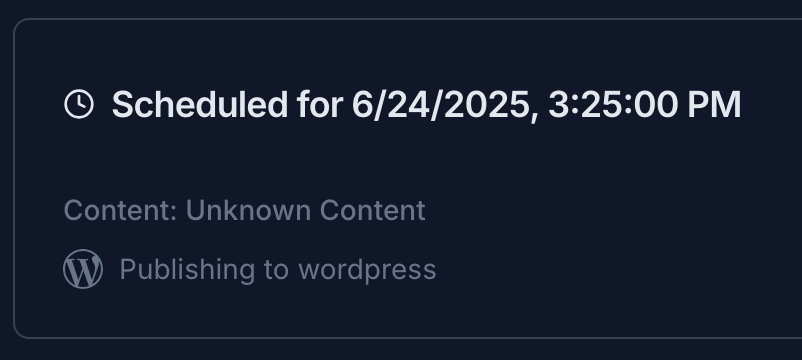 Scheduled for 6/24/2025, 3:25:00 PM
Content: Unknown Content
Publishing to wordpress